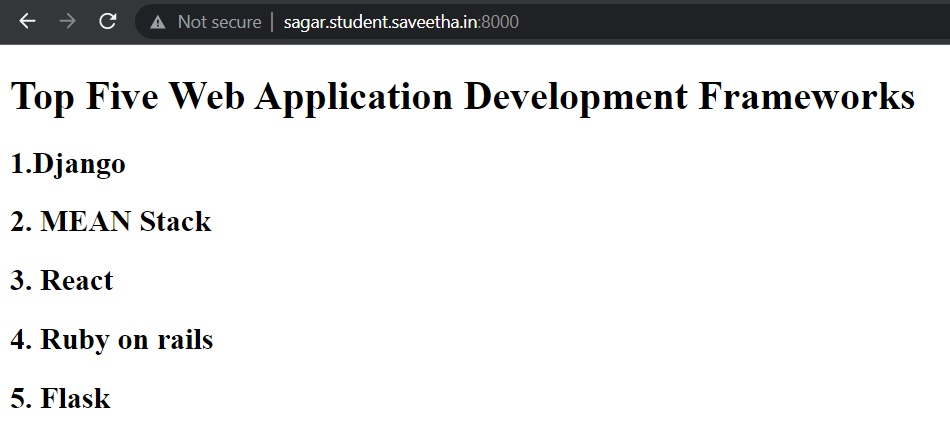 Not secure | sagar.student.saveetha.in:8000
Top Five Web Application Development Frameworks
1.Django
2. MEAN Stack
3. React
4. Ruby on rails
5. Flask